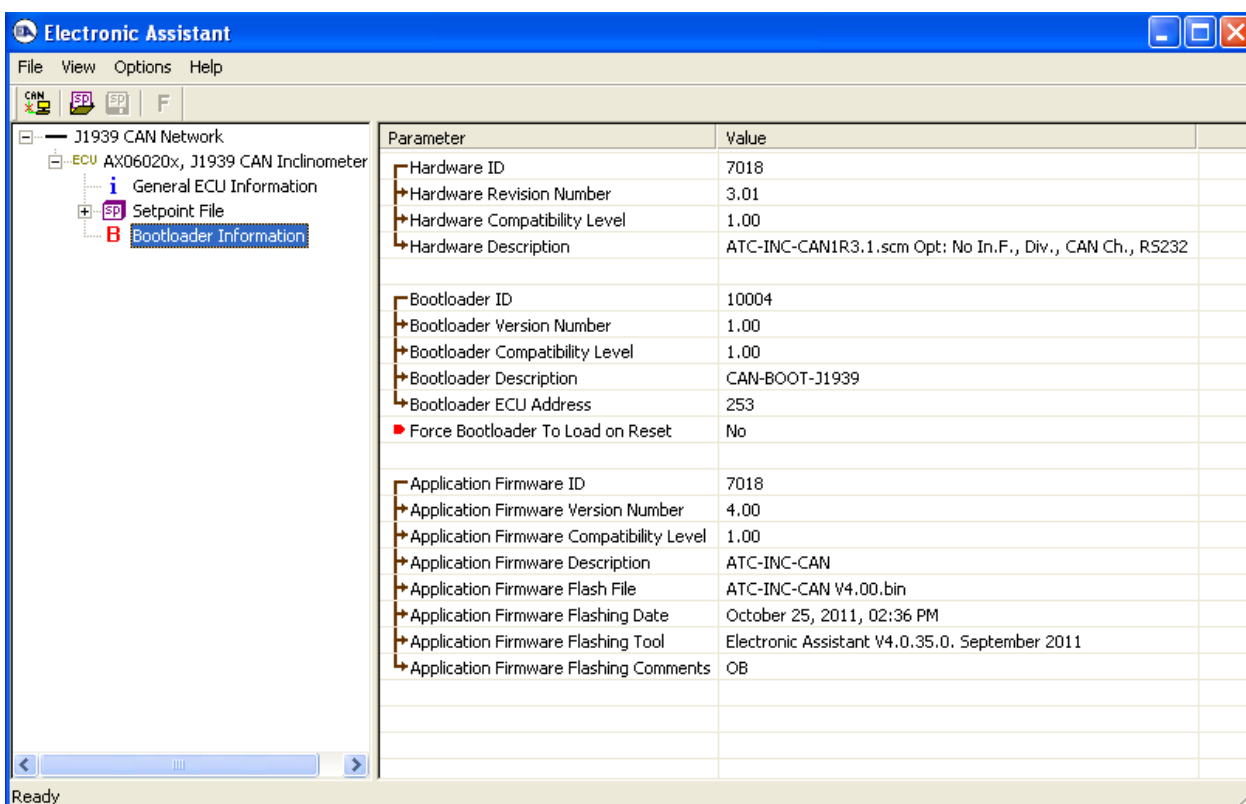 Electronic Assistant
File View Options Help
CAN SP SP F
J1939 CAN Network
ECU AX06020x, J1939 CAN Inclinometer
i General ECU Information
SP Setpoint File
B Bootloader Information
Parameter Value
Hardware ID 7018
Hardware Revision Number 3.01
Hardware Compatibility Level 1.00
Hardware Description ATC-INC-CAN1R3.1.scm Opt: No In.F., Div., CAN Ch., RS232
Bootloader ID 10004
Bootloader Version Number 1.00
Bootloader Compatibility Level 1.00
Bootloader Description CAN-BOOT-J1939
Bootloader ECU Address 253
Force Bootloader To Load on Reset No
Application Firmware ID 7018
Application Firmware Version Number 4.00
Application Firmware Compatibility Level 1.00
Application Firmware Description ATC-INC-CAN
Application Firmware Flash File ATC-INC-CAN V4.00.bin
Application Firmware Flashing Date October 25, 2011, 02:36 PM
Application Firmware Flashing Tool Electronic Assistant V4.0.35.0. September 2011
Application Firmware Flashing Comments OB
Ready